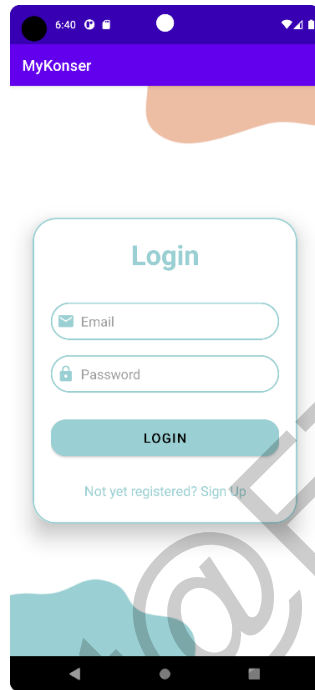 6:40
MyKonser
Login
Email
Password
LOGIN
Not yet registered? Sign Up